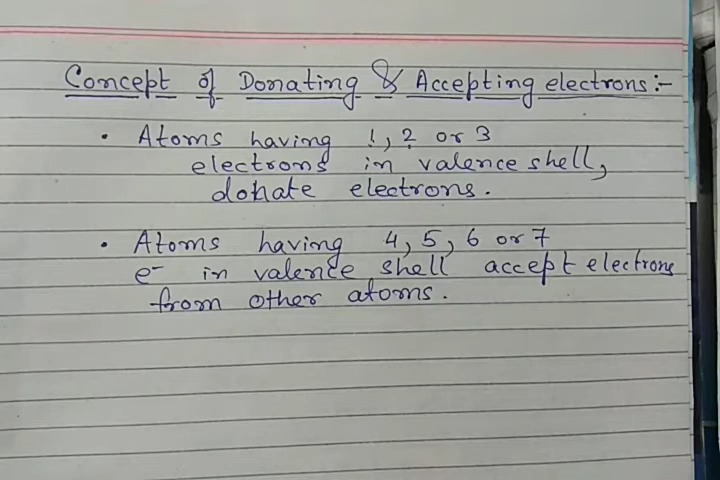 Concept of Donating & Accepting electrons:-
• Atoms having 1, 2 or 3
electrons in valence shell,
donate electrons.
• Atoms having 4, 5, 6 or 7
e⁻ in valence shell accept electrons
from other atoms.